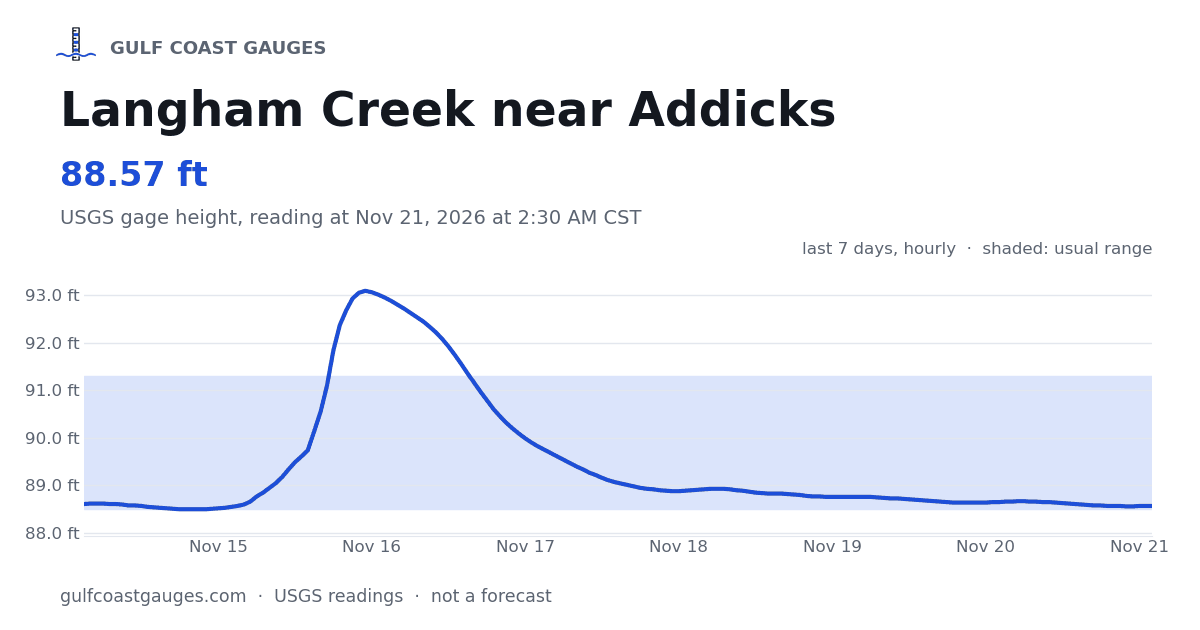 GULF COAST GAUGES
Langham Creek near Addicks
88.57 ft
USGS gage height, reading at Nov 21, 2026 at 2:30 AM CST
last 7 days, hourly · shaded: usual range
93.0 ft
92.0 ft
91.0 ft
90.0 ft
89.0 ft
88.0 ft
Nov 15 Nov 16 Nov 17 Nov 18 Nov 19 Nov 20 Nov 21
gulfcoastgauges.com · USGS readings · not a forecast